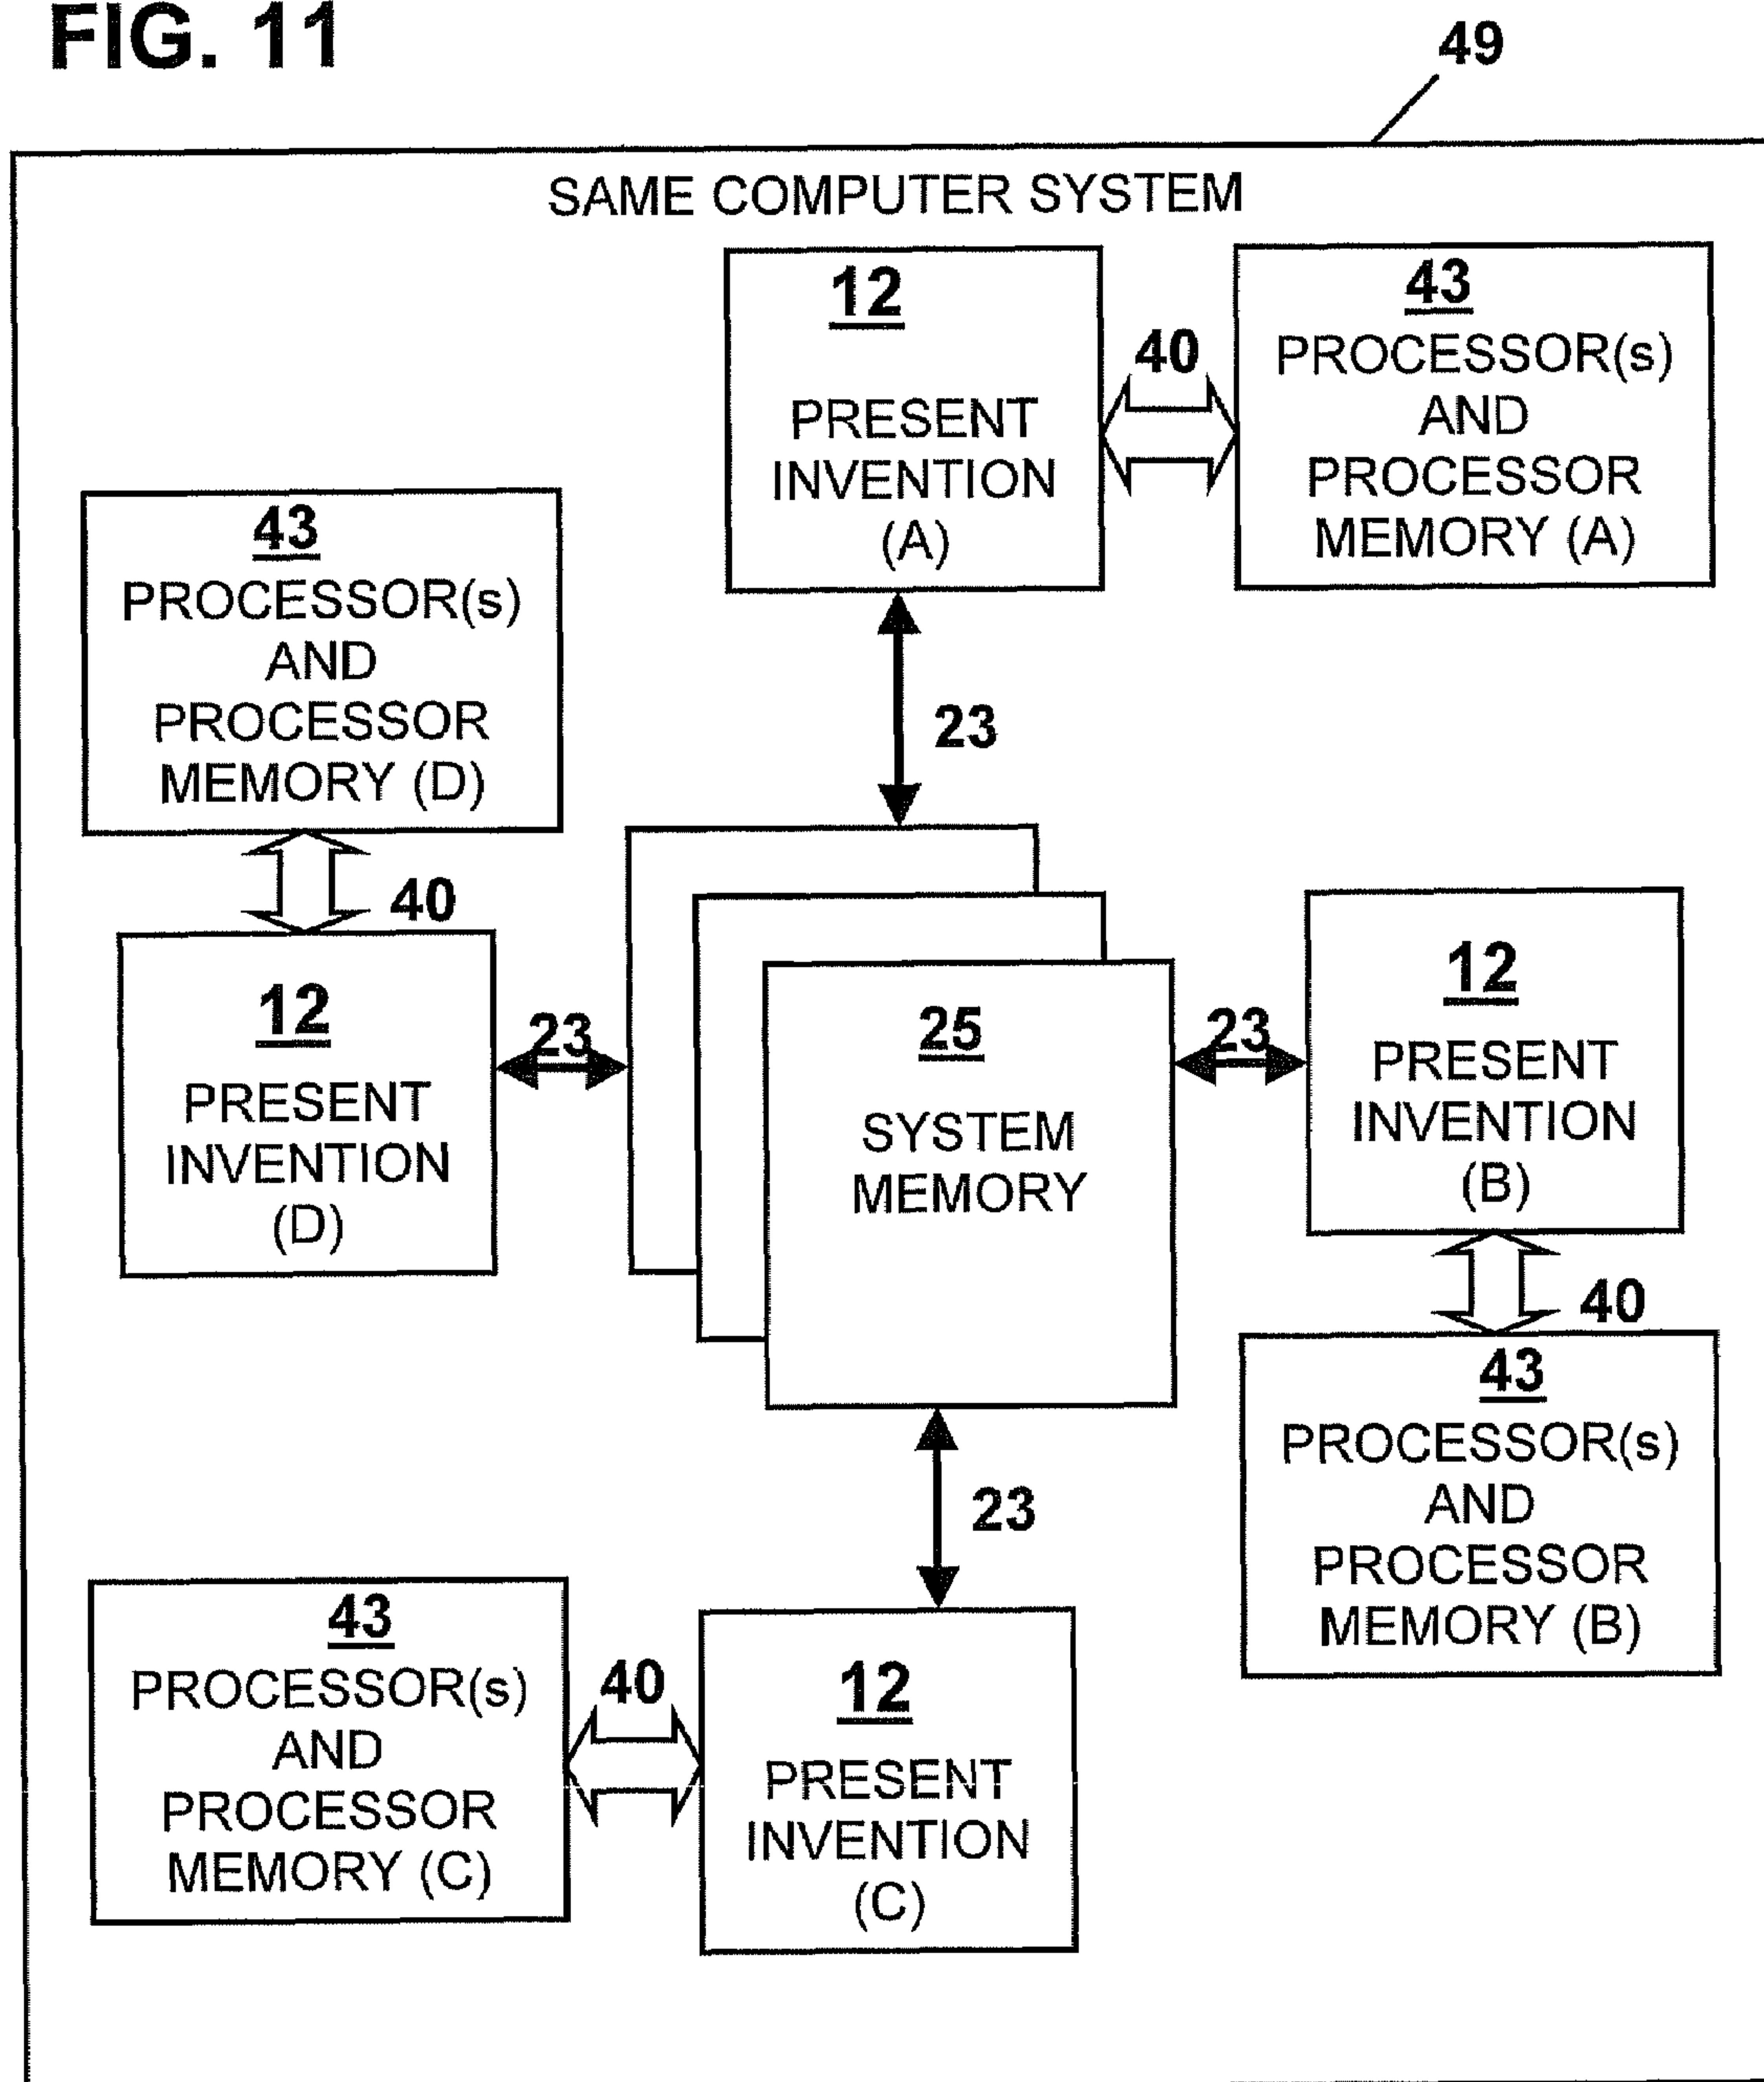 FIG. 11
49
SAME COMPUTER SYSTEM
12
PRESENT
INVENTION
(A)
40
43
PROCESSOR(s)
AND
PROCESSOR
MEMORY (A)
43
PROCESSOR(s)
AND
PROCESSOR
MEMORY (D)
23
40
12
PRESENT
INVENTION
(D)
23
25
SYSTEM
MEMORY
23
12
PRESENT
INVENTION
(B)
40
43
PROCESSOR(s)
AND
PROCESSOR
MEMORY (B)
23
43
PROCESSOR(s)
AND
PROCESSOR
MEMORY (C)
40
12
PRESENT
INVENTION
(C)